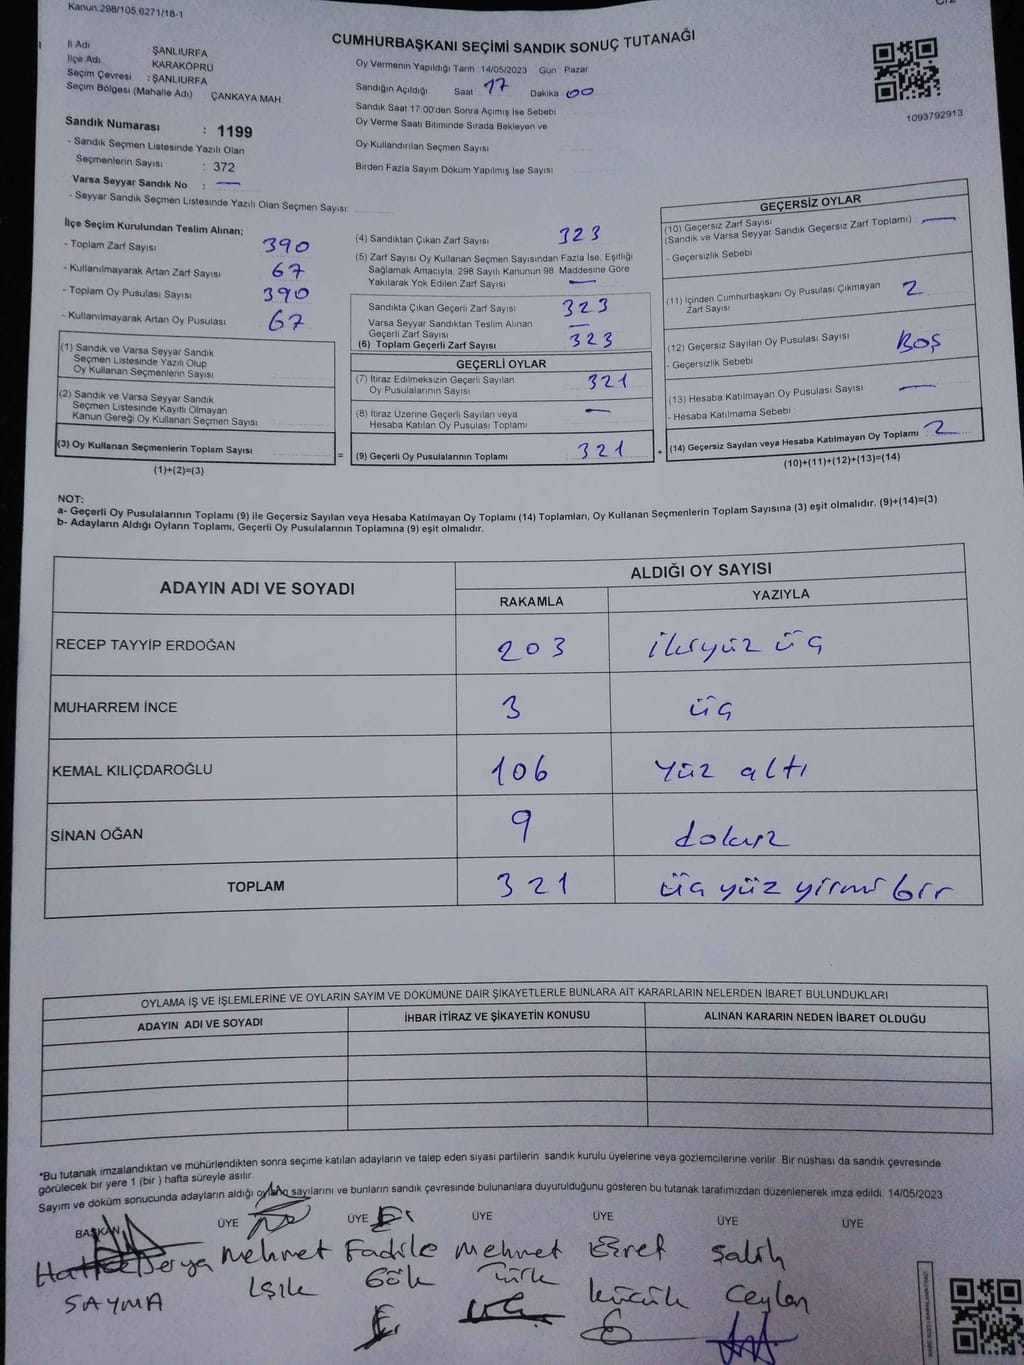 Kanun.298/105,6271/18-1
CUMHURBAŞKANI SEÇİMİ SANDIK SONUÇ TUTANAĞI
İl Adı : ŞANLIURFA
İlçe Adı : KARAKÖPRÜ
Seçim Çevresi : ŞANLIURFA
Seçim Bölgesi (Mahalle Adı) ÇANKAYA MAH
Sandık Numarası : 1199
- Sandık Seçmen Listesinde Yazılı Olan
Seçmenlerin Sayısı : 372
Varsa Seyyar Sandık No : —
- Seyyar Sandık Seçmen Listesinde Yazılı Olan Seçmen Sayısı:
Oy Vermenin Yapıldığı Tarih :14/05/2023 Gün Pazar
Sandığın Açıldığı Saat 17 Dakika 00
Sandık Saat 17 00'den Sonra Açımış İse Sebebi
Oy Verme Saati Bitiminde Sırada Bekleyen ve
Oy Kullandırılan Seçmen Sayısı
Birden Fazla Sayım Döküm Yapılmış İse Sayısı
1093792913
İlçe Seçim Kurulundan Teslim Alınan;
- Toplam Zarf Sayısı 390
- Kullanılmayarak Artan Zarf Sayısı 67
- Toplam Oy Pusulası Sayısı 390
- Kullanılmayarak Artan Oy Pusulası 67
(1) Sandık ve Varsa Seyyar Sandık
Seçmen Listesinde Yazılı Olup
Oy Kullanan Seçmenlerin Sayısı
(2) Sandık ve Varsa Seyyar Sandık
Seçmen Listesinde Kayıtlı Olmayan
Kanun Gereği Oy Kullanan Seçmen Sayısı
(3) Oy Kullanan Seçmenlerin Toplam Sayısı
(1)+(2)=(3)
=
(4) Sandıktan Çıkan Zarf Sayısı 323
(5) Zarf Sayısı Oy Kullanan Seçmen Sayısından Fazla İse, Eşitliği
Sağlamak Amacıyla, 298 Sayılı Kanunun 98. Maddesine Göre
Yakılarak Yok Edilen Zarf Sayısı —
Sandıkta Çıkan Geçerli Zarf Sayısı 323
Varsa Seyyar Sandıktan Teslim Alınan
Geçerli Zarf Sayısı —
(6) Toplam Geçerli Zarf Sayısı 323
GEÇERLİ OYLAR
(7) İtiraz Edilmeksizin Geçerli Sayılan
Oy Pusulalarının Sayısı 321
(8) İtiraz Üzerine Geçerli Sayılan veya
Hesaba Katılan Oy Pusulası Toplamı —
(9) Geçerli Oy Pusulalarının Toplamı 321
+
GEÇERSİZ OYLAR
(10) Geçersiz Zarf Sayısı
(Sandık ve Varsa Seyyar Sandık Geçersiz Zarf Toplamı) : —
- Geçersizlik Sebebi
(11) İçinden Cumhurbaşkanı Oy Pusulası Çıkmayan
Zarf Sayısı 2
(12) Geçersiz Sayılan Oy Pusulası Sayısı BOŞ
- Geçersizlik Sebebi
(13) Hesaba Katılmayan Oy Pusulası Sayısı —
- Hesaba Katılmama Sebebi :
(14) Geçersiz Sayılan veya Hesaba Katılmayan Oy Toplamı : 2
(10)+(11)+(12)+(13)=(14)
NOT:
a- Geçerli Oy Pusulalarının Toplamı (9) ile Geçersiz Sayılan veya Hesaba Katılmayan Oy Toplamı (14) Toplamları, Oy Kullanan Seçmenlerin Toplam Sayısına (3) eşit olmalıdır. (9)+(14)=(3)
b- Adayların Aldığı Oyların Toplamı, Geçerli Oy Pusulalarının Toplamına (9) eşit olmalıdır.
ADAYIN ADI VE SOYADI
ALDIĞI OY SAYISI
RAKAMLA YAZIYLA
RECEP TAYYİP ERDOĞAN 203 ikiyüz üç
MUHARREM İNCE 3 üç
KEMAL KILIÇDAROĞLU 106 Yüz altı
SİNAN OĞAN 9 dokuz
TOPLAM 321 üç yüz yirmi bir
OYLAMA İŞ VE İŞLEMLERİNE VE OYLARIN SAYIM VE DÖKÜMÜNE DAİR ŞİKAYETLERLE BUNLARA AİT KARARLARIN NELERDEN İBARET BULUNDUKLARI
ADAYIN ADI VE SOYADI İHBAR İTİRAZ VE ŞİKAYETİN KONUSU ALINAN KARARIN NEDEN İBARET OLDUĞU
*Bu tutanak imzalandıktan ve mühürlendikten sonra seçime katılan adayların ve talep eden siyası partilerin sandık kurulu üyelerine veya gözlemcilerine verilir. Bir nüshası da sandık çevresinde
görülecek bir yere 1 (bir ) hafta süreyle asılır.
Sayım ve döküm sonucunda adayların aldığı oyların sayılarını ve bunların sandık çevresinde bulunanlara duyurulduğunu gösteren bu tutanak tarafımızdan düzenlenerek imza edildi. 14/05/2023
BAŞKAN ÜYE ÜYE ÜYE ÜYE ÜYE ÜYE
Hatice Derya Mehmet Fadile Mehmet Eşref Salih
SAYMA Işık Gök Türk küçük Ceylan